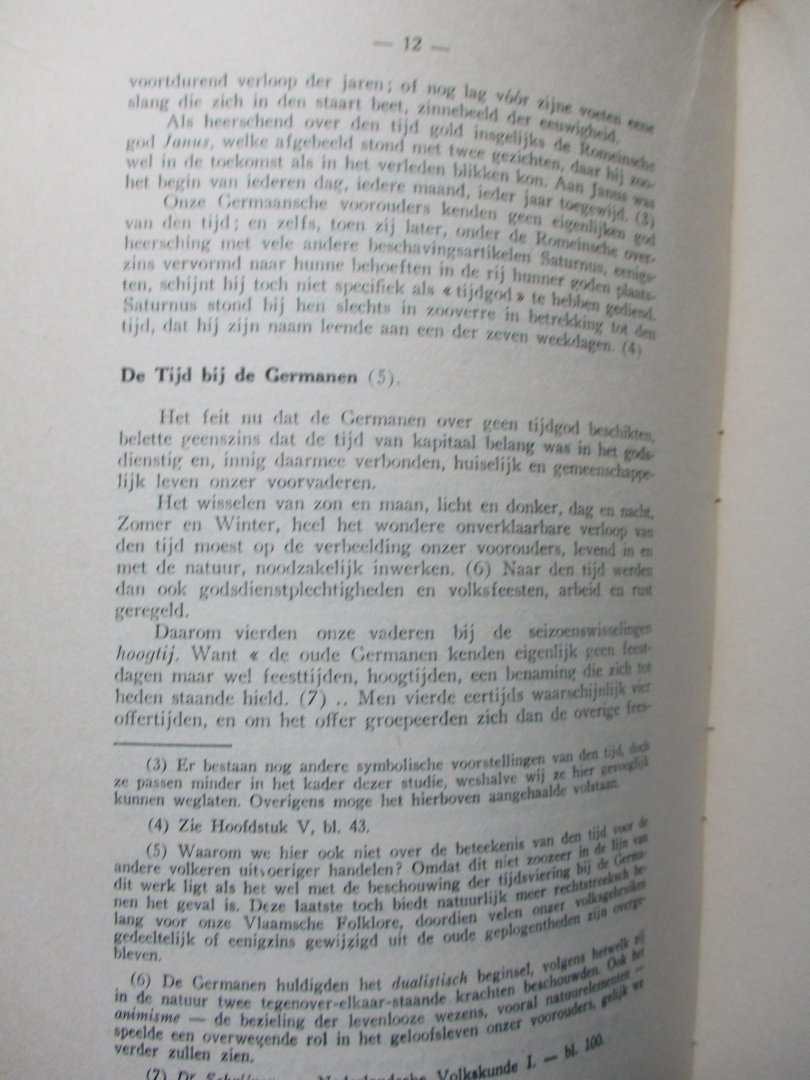 — 12 —
voortdurend verloop der jaren; of nog lag vóór zijne voeten eene
slang die zich in den staart beet, zinnebeeld der eeuwigheid.
Als heerschend over den tijd gold insgelijks de Romeinsche
god Janus, welke afgebeeld stond met twee gezichten, daar hij zoo-
wel in de toekomst als in het verleden blikken kon. Aan Janus was
het begin van iederen dag, iedere maand, ieder jaar toegewijd. (3)
Onze Germaansche voorouders kenden geen eigenlijken god
van den tijd; en zelfs, toen zij later, onder de Romeinsche over-
heersching met vele andere beschavingsartikelen Saturnus, eenigs-
zins vervormd naar hunne behoeften in de rij hunner goden plaats-
ten, schijnt hij toch niet specifiek als « tijdgod » te hebben gediend.
Saturnus stond bij hen slechts in zooverre in betrekking tot den
tijd, dat hij zijn naam leende aan een der zeven weekdagen. (4)
De Tijd bij de Germanen (5).
Het feit nu dat de Germanen over geen tijdgod beschikten,
belette geenszins dat de tijd van kapitaal belang was in het gods-
dienstig en, innig daarmee verbonden, huiselijk en gemeenschappe-
lijk leven onzer voorvaderen.
Het wisselen van zon en maan, licht en donker, dag en nacht,
Zomer en Winter, heel het wondere onverklaarbare verloop van
den tijd moest op de verbeelding onzer voorouders, levend in en
met de natuur, noodzakelijk inwerken. (6) Naar den tijd werden
dan ook godsdienstplechtigheden en volksfeesten, arbeid en rust
geregeld.
Daarom vierden onze vaderen bij de seizoenswisselingen
hoogtij. Want « de oude Germanen kenden eigenlijk geen feest-
dagen maar wel feesttijden, hoogtijden, een benaming die zich tot
heden staande hield. (7) .. Men vierde eertijds waarschijnlijk vier
offertijden, en om het offer groepeerden zich dan de overige fees-
(3) Er bestaan nog andere symbolische voorstellingen van den tijd, doch
ze passen minder in het kader dezer studie, weshalve wij ze hier gevoeglijk
kunnen weglaten. Overigens moge het hierboven aangehaalde volstaan.
(4) Zie Hoofdstuk V, bl. 43.
(5) Waarom we hier ook niet over de beteekenis van den tijd voor de
andere volkeren uitvoeriger handelen? Omdat dit niet zoozeer in de lijn van
dit werk ligt als het wel met de beschouwing der tijdsviering bij de Germa-
nen het geval is. Deze laatste toch biedt natuurlijk meer rechtstreeksch be-
lang voor onze Vlaamsche Folklore, doordien velen onzer volksgebruiken
gedeeltelijk of eenigzins gewijzigd uit de oude geplogentheden zijn overge-
bleven.
(6) De Germanen huldigden het dualistisch beginsel, volgens hetwelk zij
in de natuur twee tegenover-elkaar-staande krachten beschouwden. Ook het
animisme — de bezieling der levenlooze wezens, vooral natuurelementen —
speelde een overwegende rol in het geloofsleven onzer voorouders, gelijk we
verder zullen zien.
(7) Dr. Volkskunde I. — bl. 100.